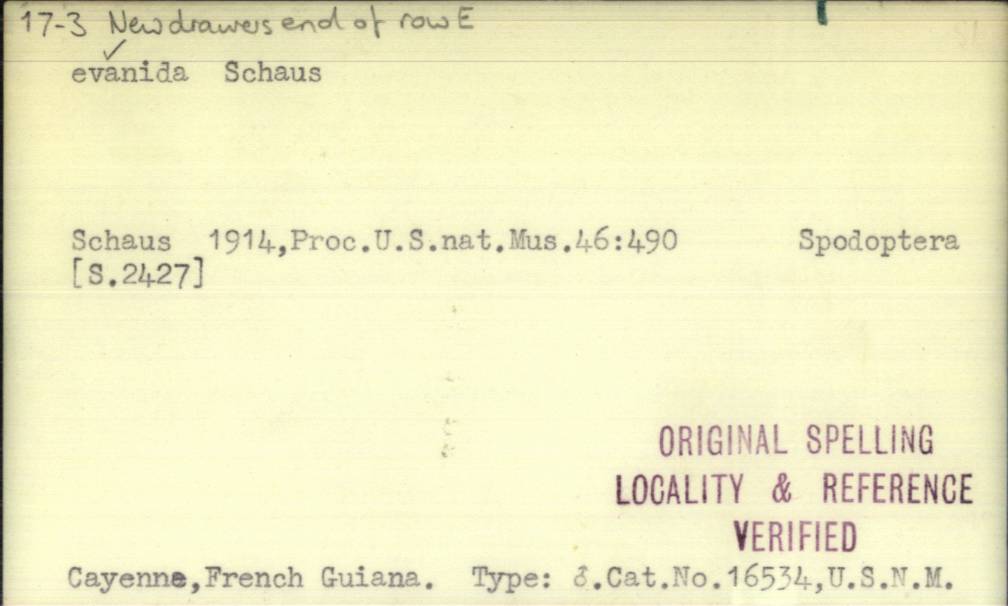 17-3 New drawers end of row E
evanida Schaus
Schaus 1914,Proc.U.S.nat.Mus.46:490 Spodoptera
[S.2427]
ORIGINAL SPELLING
LOCALITY & REFERENCE
VERIFIED
Cayenne,French Guiana. Type: ♂.Cat.No.16534,U.S.N.M.